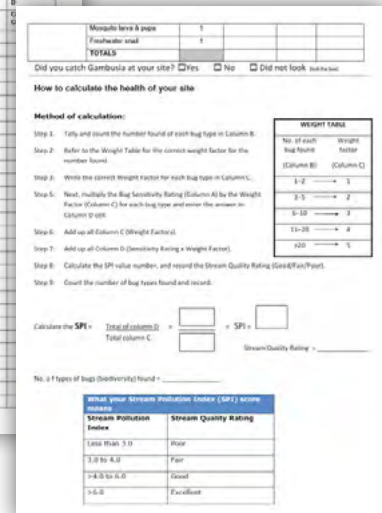 Mosquito larva & pupa 1
Freshwater snail 1
TOTALS
Did you catch Gambusia at your site? Yes No Did not look
How to calculate the health of your site
Method of calculation:
Step 1: Tally and count the number found of each bug type in Column B.
Step 2: Refer to the Weight Table for the correct weight factor for the
number found.
Step 3: Write the correct Weight Factor for each bug type in Column C.
Step 5: Next, multiply the Bug Sensitivity Rating (Column A) by the Weight
Factor (Column C) for each bug type and enter the answer in
Column D cell.
Step 6: Add up all Column C (Weight Factors).
Step 7: Add up all Column D (Sensitivity Rating x Weight Factor).
Step 8: Calculate the SPI value number, and record the Stream Quality Rating (Good/Fair/Poor).
Step 9: Count the number of bug types found and record.
WEIGHT TABLE
No. of each bug found (Column B) Weight factor (Column C)
1-2 1
3-5 2
6-10 3
11-20 4
>20 5
Calculate the SPI = Total of column D = = SPI =
Total column C
Stream Quality Rating =
No. of types of bugs (biodiversity) found =
What your Stream Pollution Index (SPI) score
means
Stream Pollution Index Stream Quality Rating
Less than 3.0 Poor
3.0 to 4.0 Fair
>4.0 to 6.0 Good
>6.0 Excellent